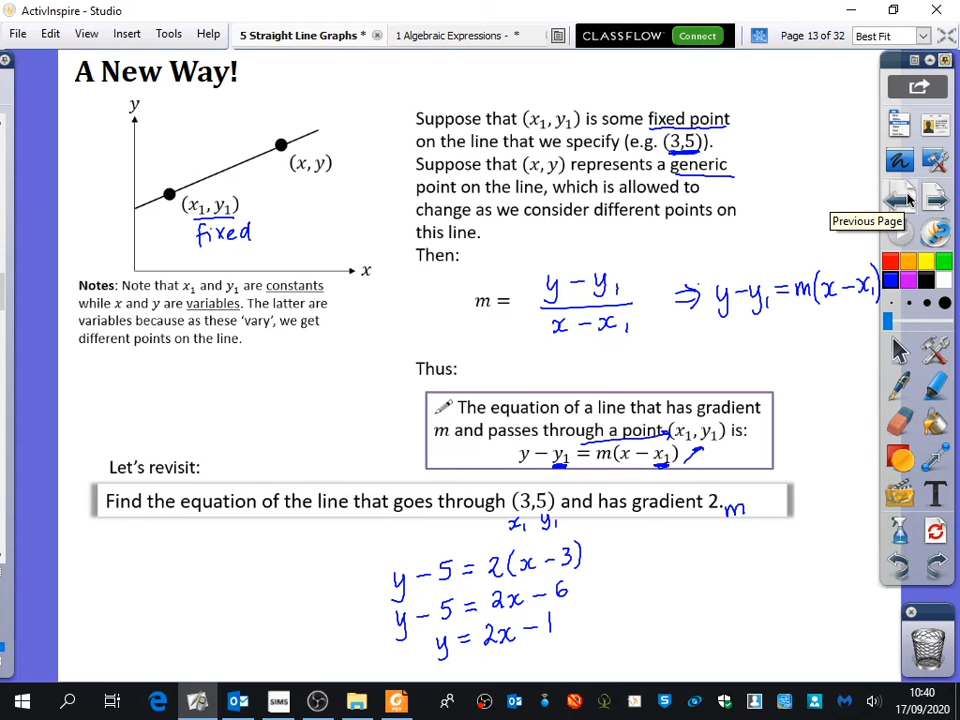 ActivInspire - Studio
File Edit View Insert Tools Help
5 Straight Line Graphs *
1 Algebraic Expressions - *
CLASSFLOW Connect
Page 13 of 32
Best Fit
A New Way!
y
(x, y)
(x₁, y₁)
fixed
x
Notes: Note that x₁ and y₁ are constants
while x and y are variables. The latter are
variables because as these ‘vary’, we get
different points on the line.
Suppose that (x₁, y₁) is some fixed point
on the line that we specify (e.g. (3,5)).
Suppose that (x, y) represents a generic
point on the line, which is allowed to
change as we consider different points on
this line.
Then:
m = y - y₁ / x - x₁ ⇒ y - y₁ = m(x - x₁)
Previous Page
Thus:
The equation of a line that has gradient
m and passes through a point (x₁, y₁) is:
y − y₁ = m(x − x₁)
Let’s revisit:
Find the equation of the line that goes through (3,5) and has gradient 2.
m
x₁ y₁
y - 5 = 2(x - 3)
y - 5 = 2x - 6
y = 2x - 1
SIMS
10:40
17/09/2020